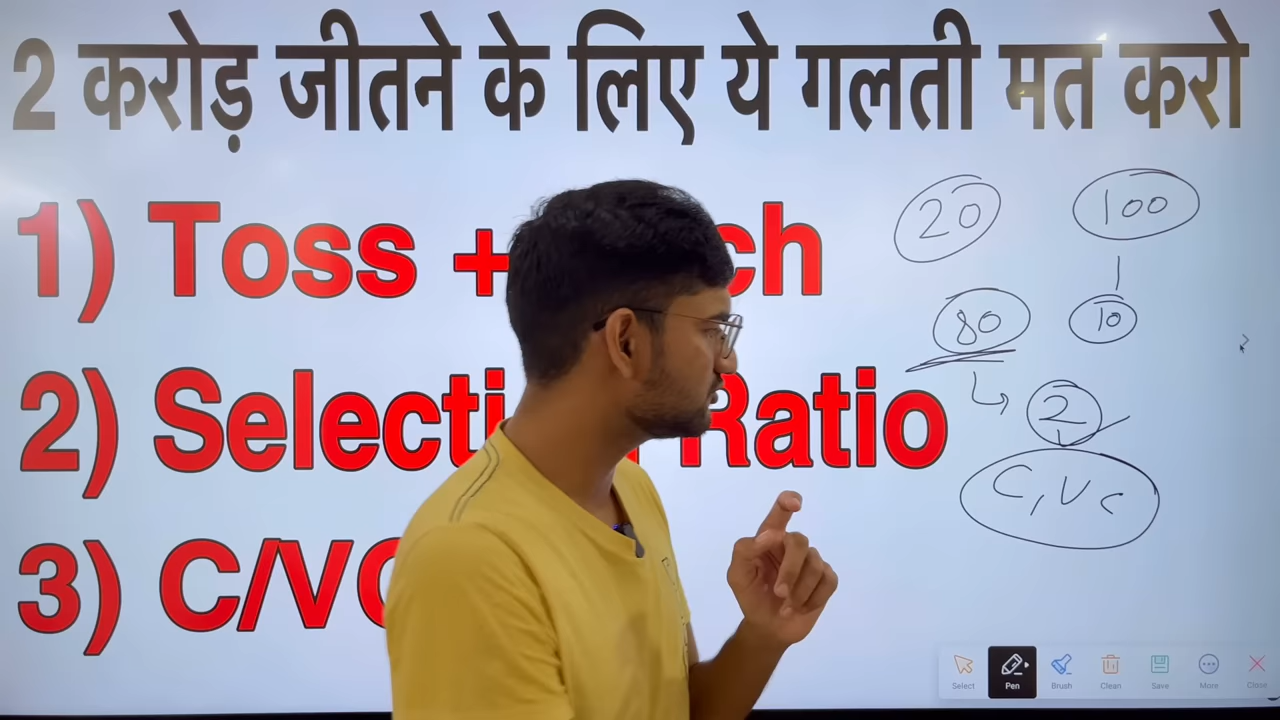 2 करोड़ जीतने के लिए ये गलती मत करो
1) Toss + ch
2) Selecti Ratio
3) C/VC
20
100
80
10
2
C, Vc
Select
Pen
Brush
Clean
Save
More
Close